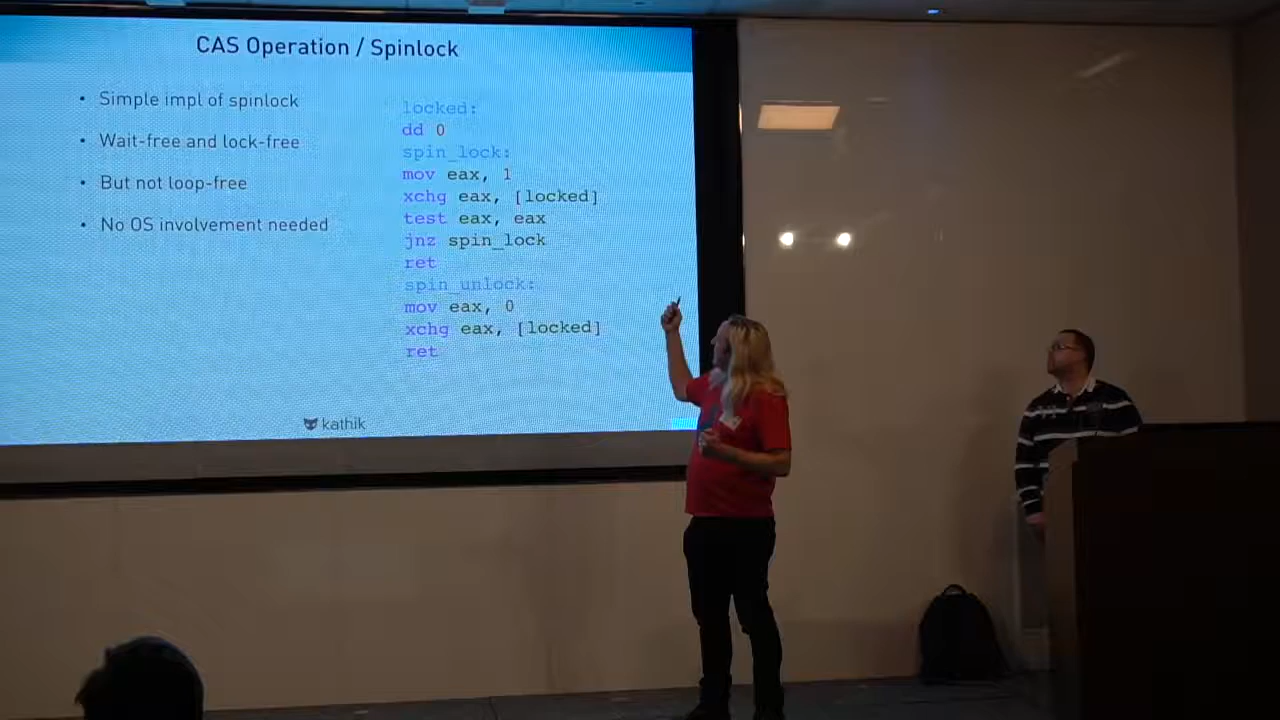 CAS Operation / Spinlock
• Simple impl of spinlock
• Wait-free and lock-free
• But not loop-free
• No OS involvement needed
locked:
dd 0
spin_lock:
mov eax, 1
xchg eax, [locked]
test eax, eax
jnz spin_lock
ret
spin_unlock:
mov eax, 0
xchg eax, [locked]
ret
kathik